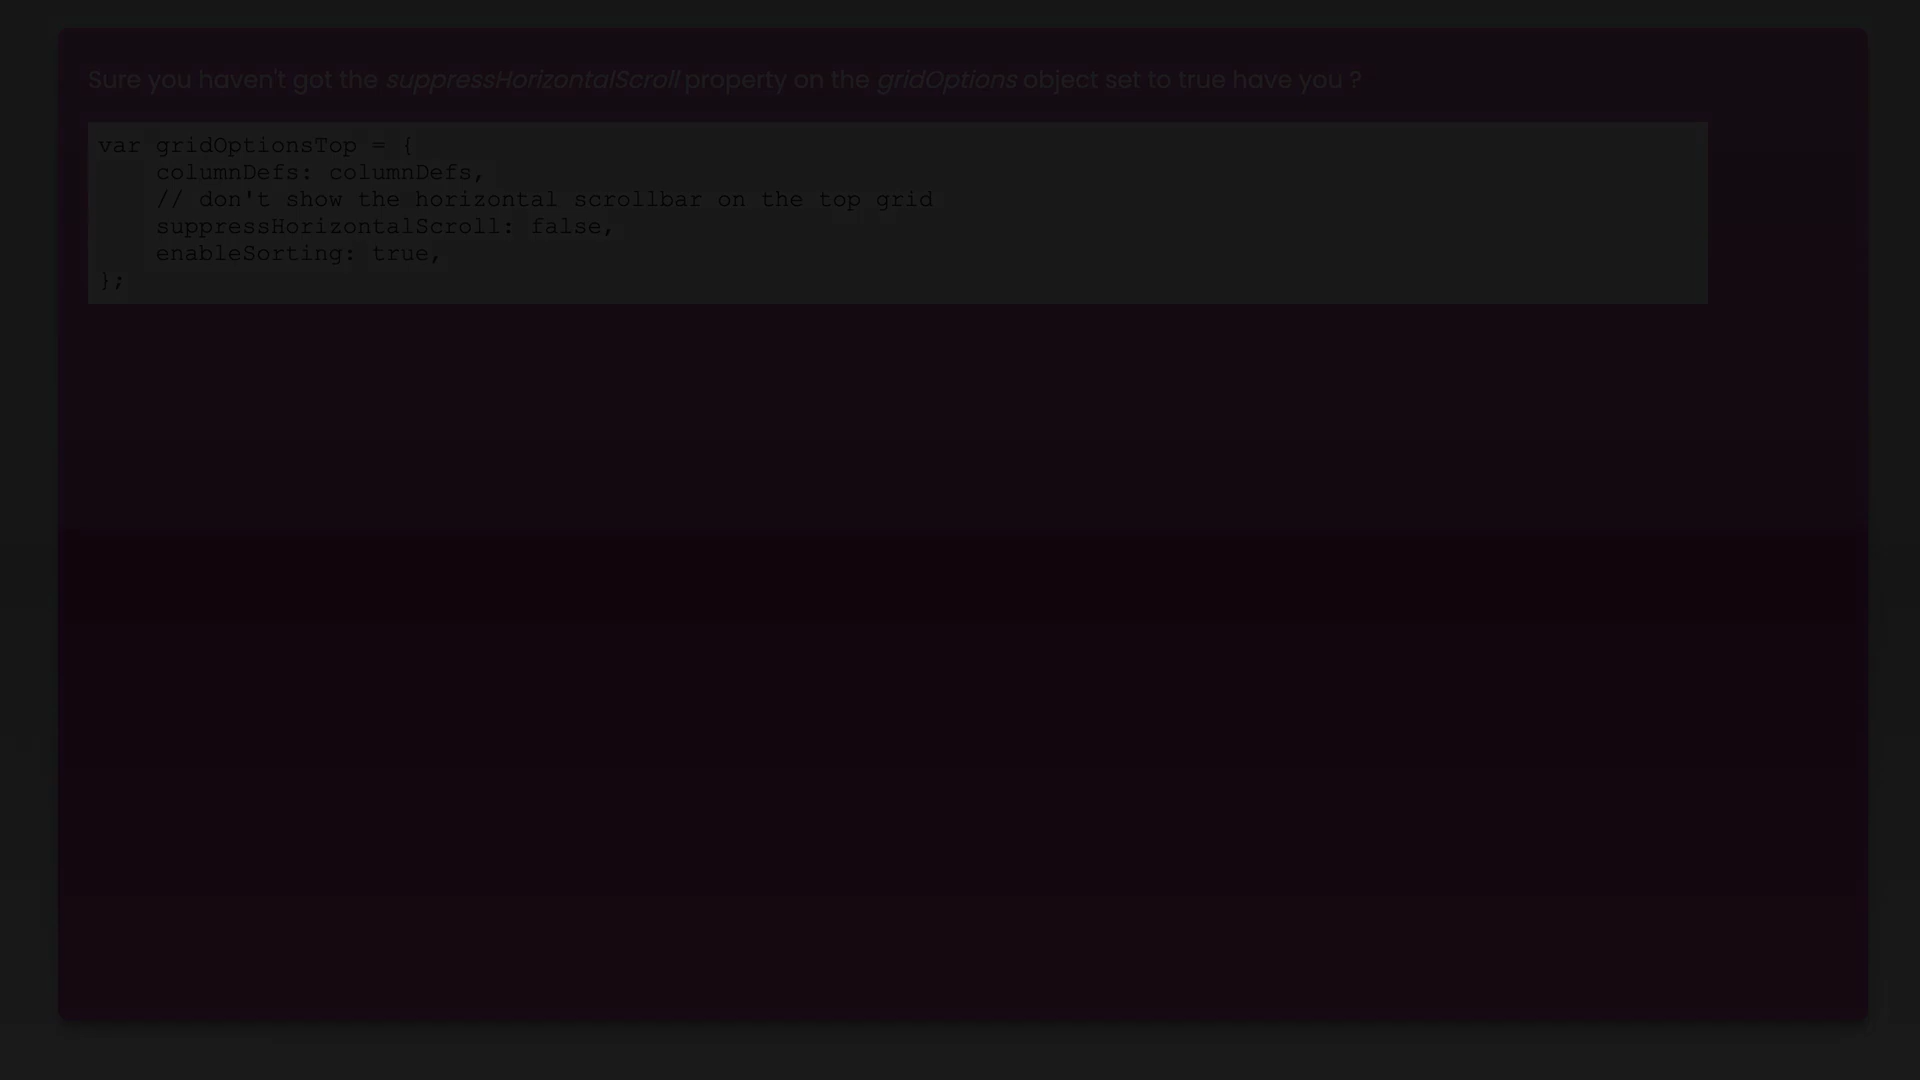 Sure you haven't got the suppressHorizontalScroll property on the gridOptions object set to true have you ?
var gridOptionsTop = {
    columnDefs: columnDefs,
    // don't show the horizontal scrollbar on the top grid
    suppressHorizontalScroll: false,
    enableSorting: true,
};